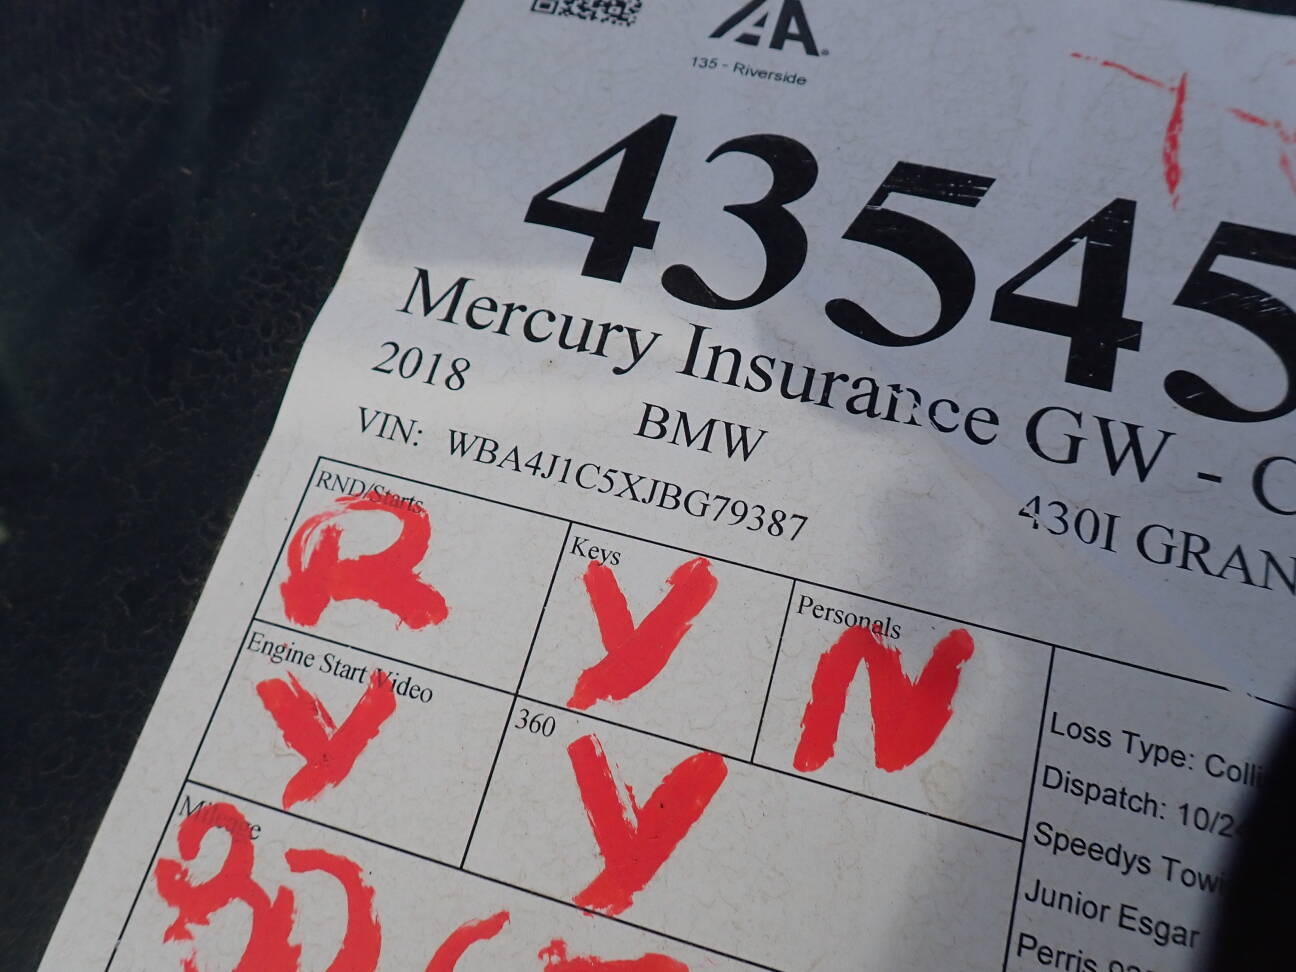 IAA
135 - Riverside
43545
Mercury Insurance GW - C
2018 BMW 430I GRAN
VIN: WBA4J1C5XJBG79387
RND/Starts Keys Personals
R Y N
Engine Start Video 360
Y Y
Mileage
Loss Type: Colli
Dispatch: 10/2
Speedys Towi
Junior Esgar
Perris